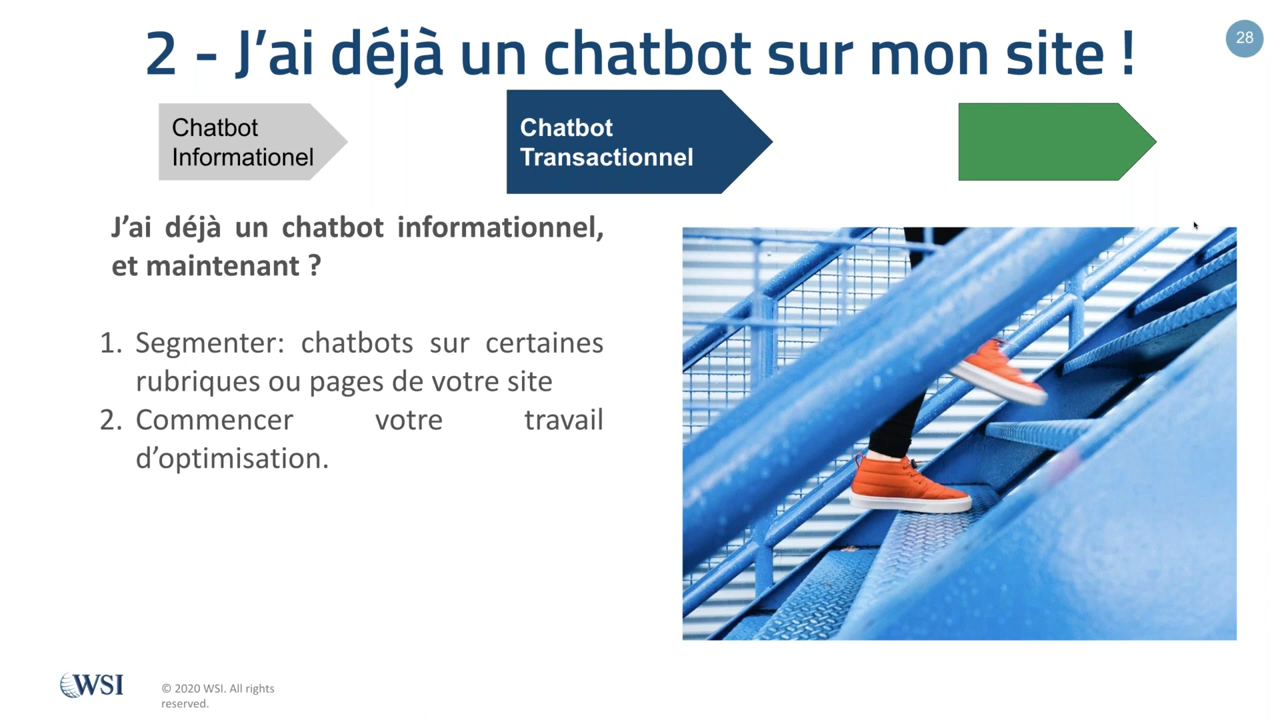 2 - J’ai déjà un chatbot sur mon site !
28
Chatbot
Informationel
Chatbot
Transactionnel
J’ai déjà un chatbot informationnel,
et maintenant ?
1. Segmenter: chatbots sur certaines
rubriques ou pages de votre site
2. Commencer votre travail
d’optimisation.
WSI
© 2020 WSI. All rights
reserved.